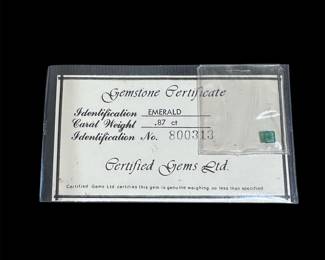 Gemstone Certificate
Identification EMERALD
Carat Weight .87 ct
Identification No. 800313
Certified Gems Ltd.
Certified Gems Ltd certifies this gem is genuine weighing no less than specified.